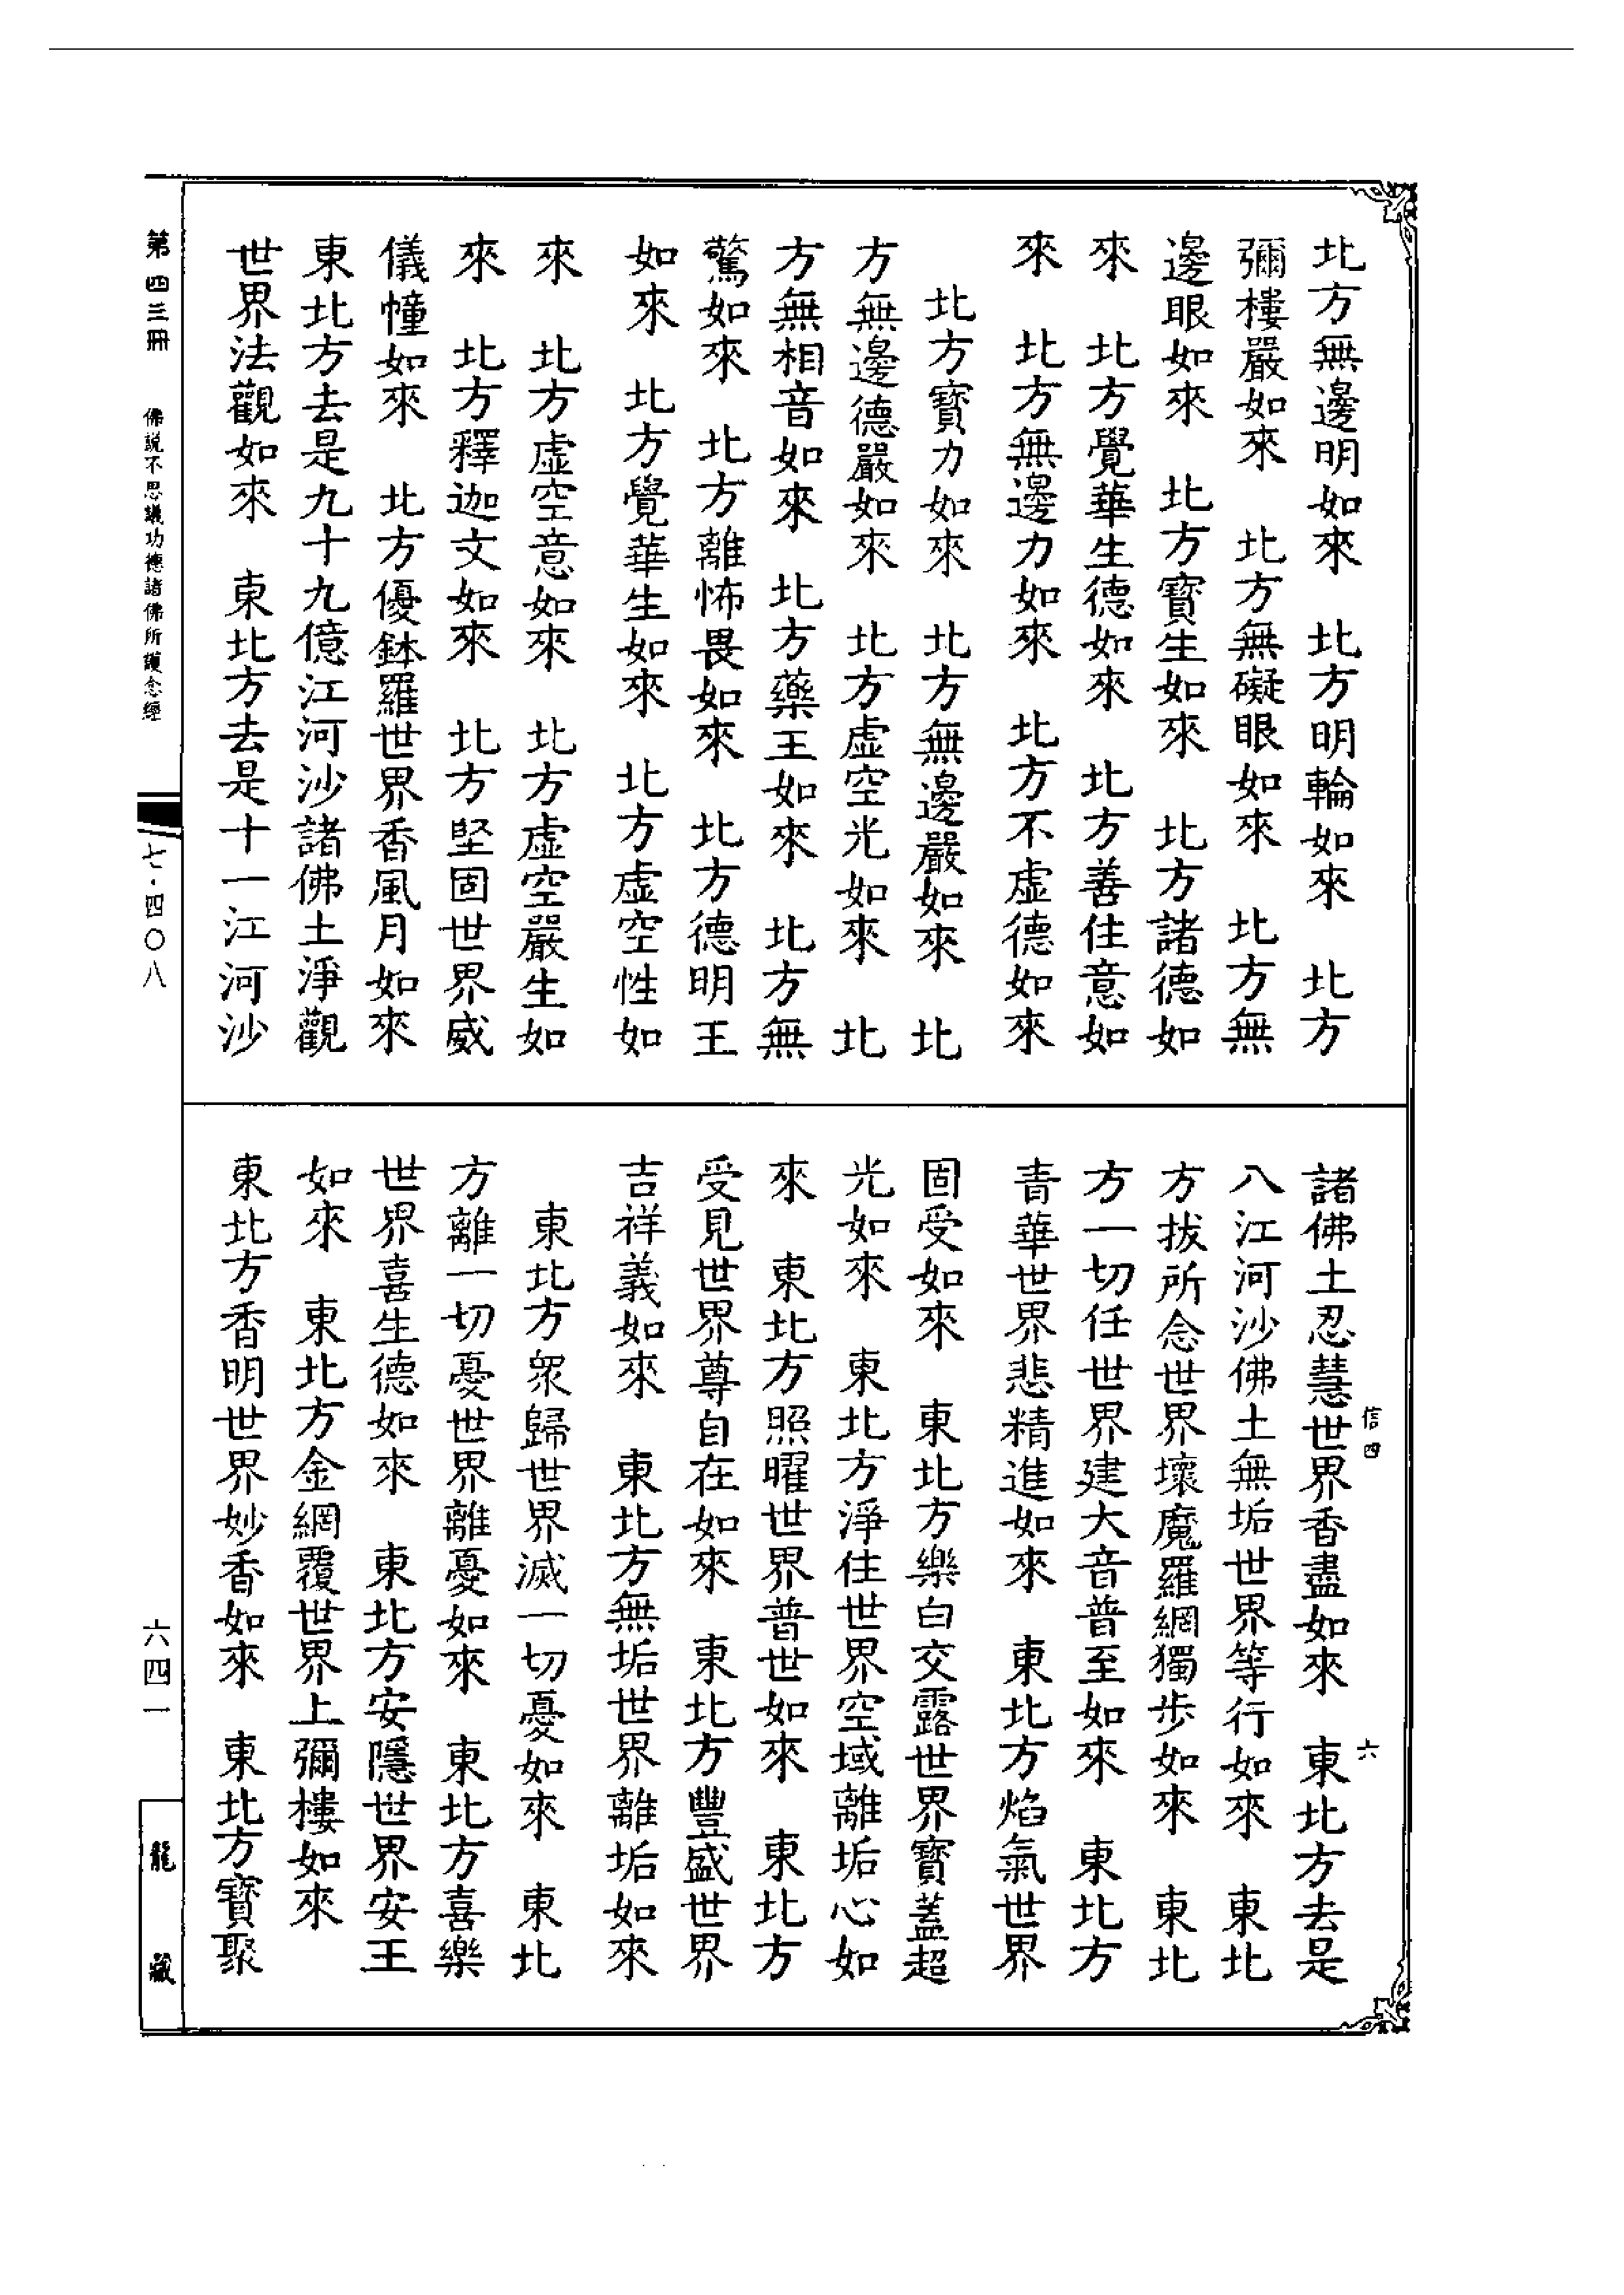 北方無邊明如來　北方明輪如來　北方
彌樓嚴如來　北方無礙眼如來　北方無
邊眼如來　北方寶生如來　北方諸德如
來　北方覺華生德如來　北方善住意如
來　北方無邊力如來　北方不虛德如來
　北方寶力如來　北方無邊嚴如來　北
方無邊德嚴如來　北方虛空光如來　北
方無相音如來　北方藥王如來　北方無
驚如來　北方離怖畏如來　北方德明王
如來　北方覺華生如來　北方虛空性如
來　北方虛空意如來　北方虛空嚴生如
來　北方釋迦文如來　北方堅固世界威
儀幢如來　北方優鉢羅世界香風月如來
東北方去是九十九億江河沙諸佛土淨觀
世界法觀如來　東北方去是十一江河沙
諸佛土忍慧世界香盡如來　東北方去是
八江河沙佛土無垢世界等行如來　東北
方拔所念世界壞魔羅網獨步如來　東北
方一切任世界建大音普至如來　東北方
青華世界悲精進如來　東北方焰氣世界
固受如來　東北方樂白交露世界寶蓋超
光如來　東北方淨住世界空域離垢心如
來　東北方照曜世界普世如來　東北方
受見世界尊自在如來　東北方豐盛世界
吉祥義如來　東北方無垢世界離垢如來
　東北方衆歸世界滅一切憂如來　東北
方離一切憂世界離憂如來　東北方喜樂
世界喜生德如來　東北方安隱世界安王
如來　東北方金網覆世界上彌樓如來
東北方香明世界妙香如來　東北方寶聚
信四
六
第四三冊　佛說不思議功德諸佛所護念經
七·四〇八
六四一
龍藏